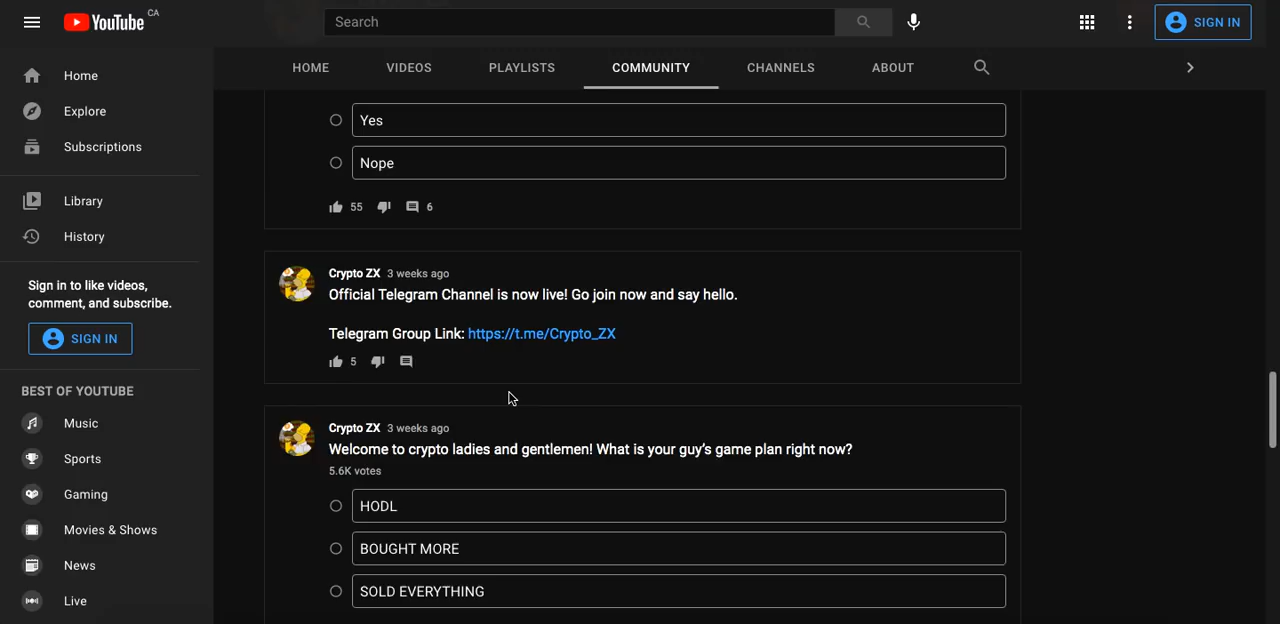 YouTube CA
Search
SIGN IN
HOME VIDEOS PLAYLISTS COMMUNITY CHANNELS ABOUT
Home
Explore
Subscriptions
Library
History
Sign in to like videos,
comment, and subscribe.
SIGN IN
BEST OF YOUTUBE
Music
Sports
Gaming
Movies & Shows
News
Live
Yes
Nope
55 6
Crypto ZX 3 weeks ago
Official Telegram Channel is now live! Go join now and say hello.
Telegram Group Link: https://t.me/Crypto_ZX
5
Crypto ZX 3 weeks ago
Welcome to crypto ladies and gentlemen! What is your guy's game plan right now?
5.6K votes
HODL
BOUGHT MORE
SOLD EVERYTHING